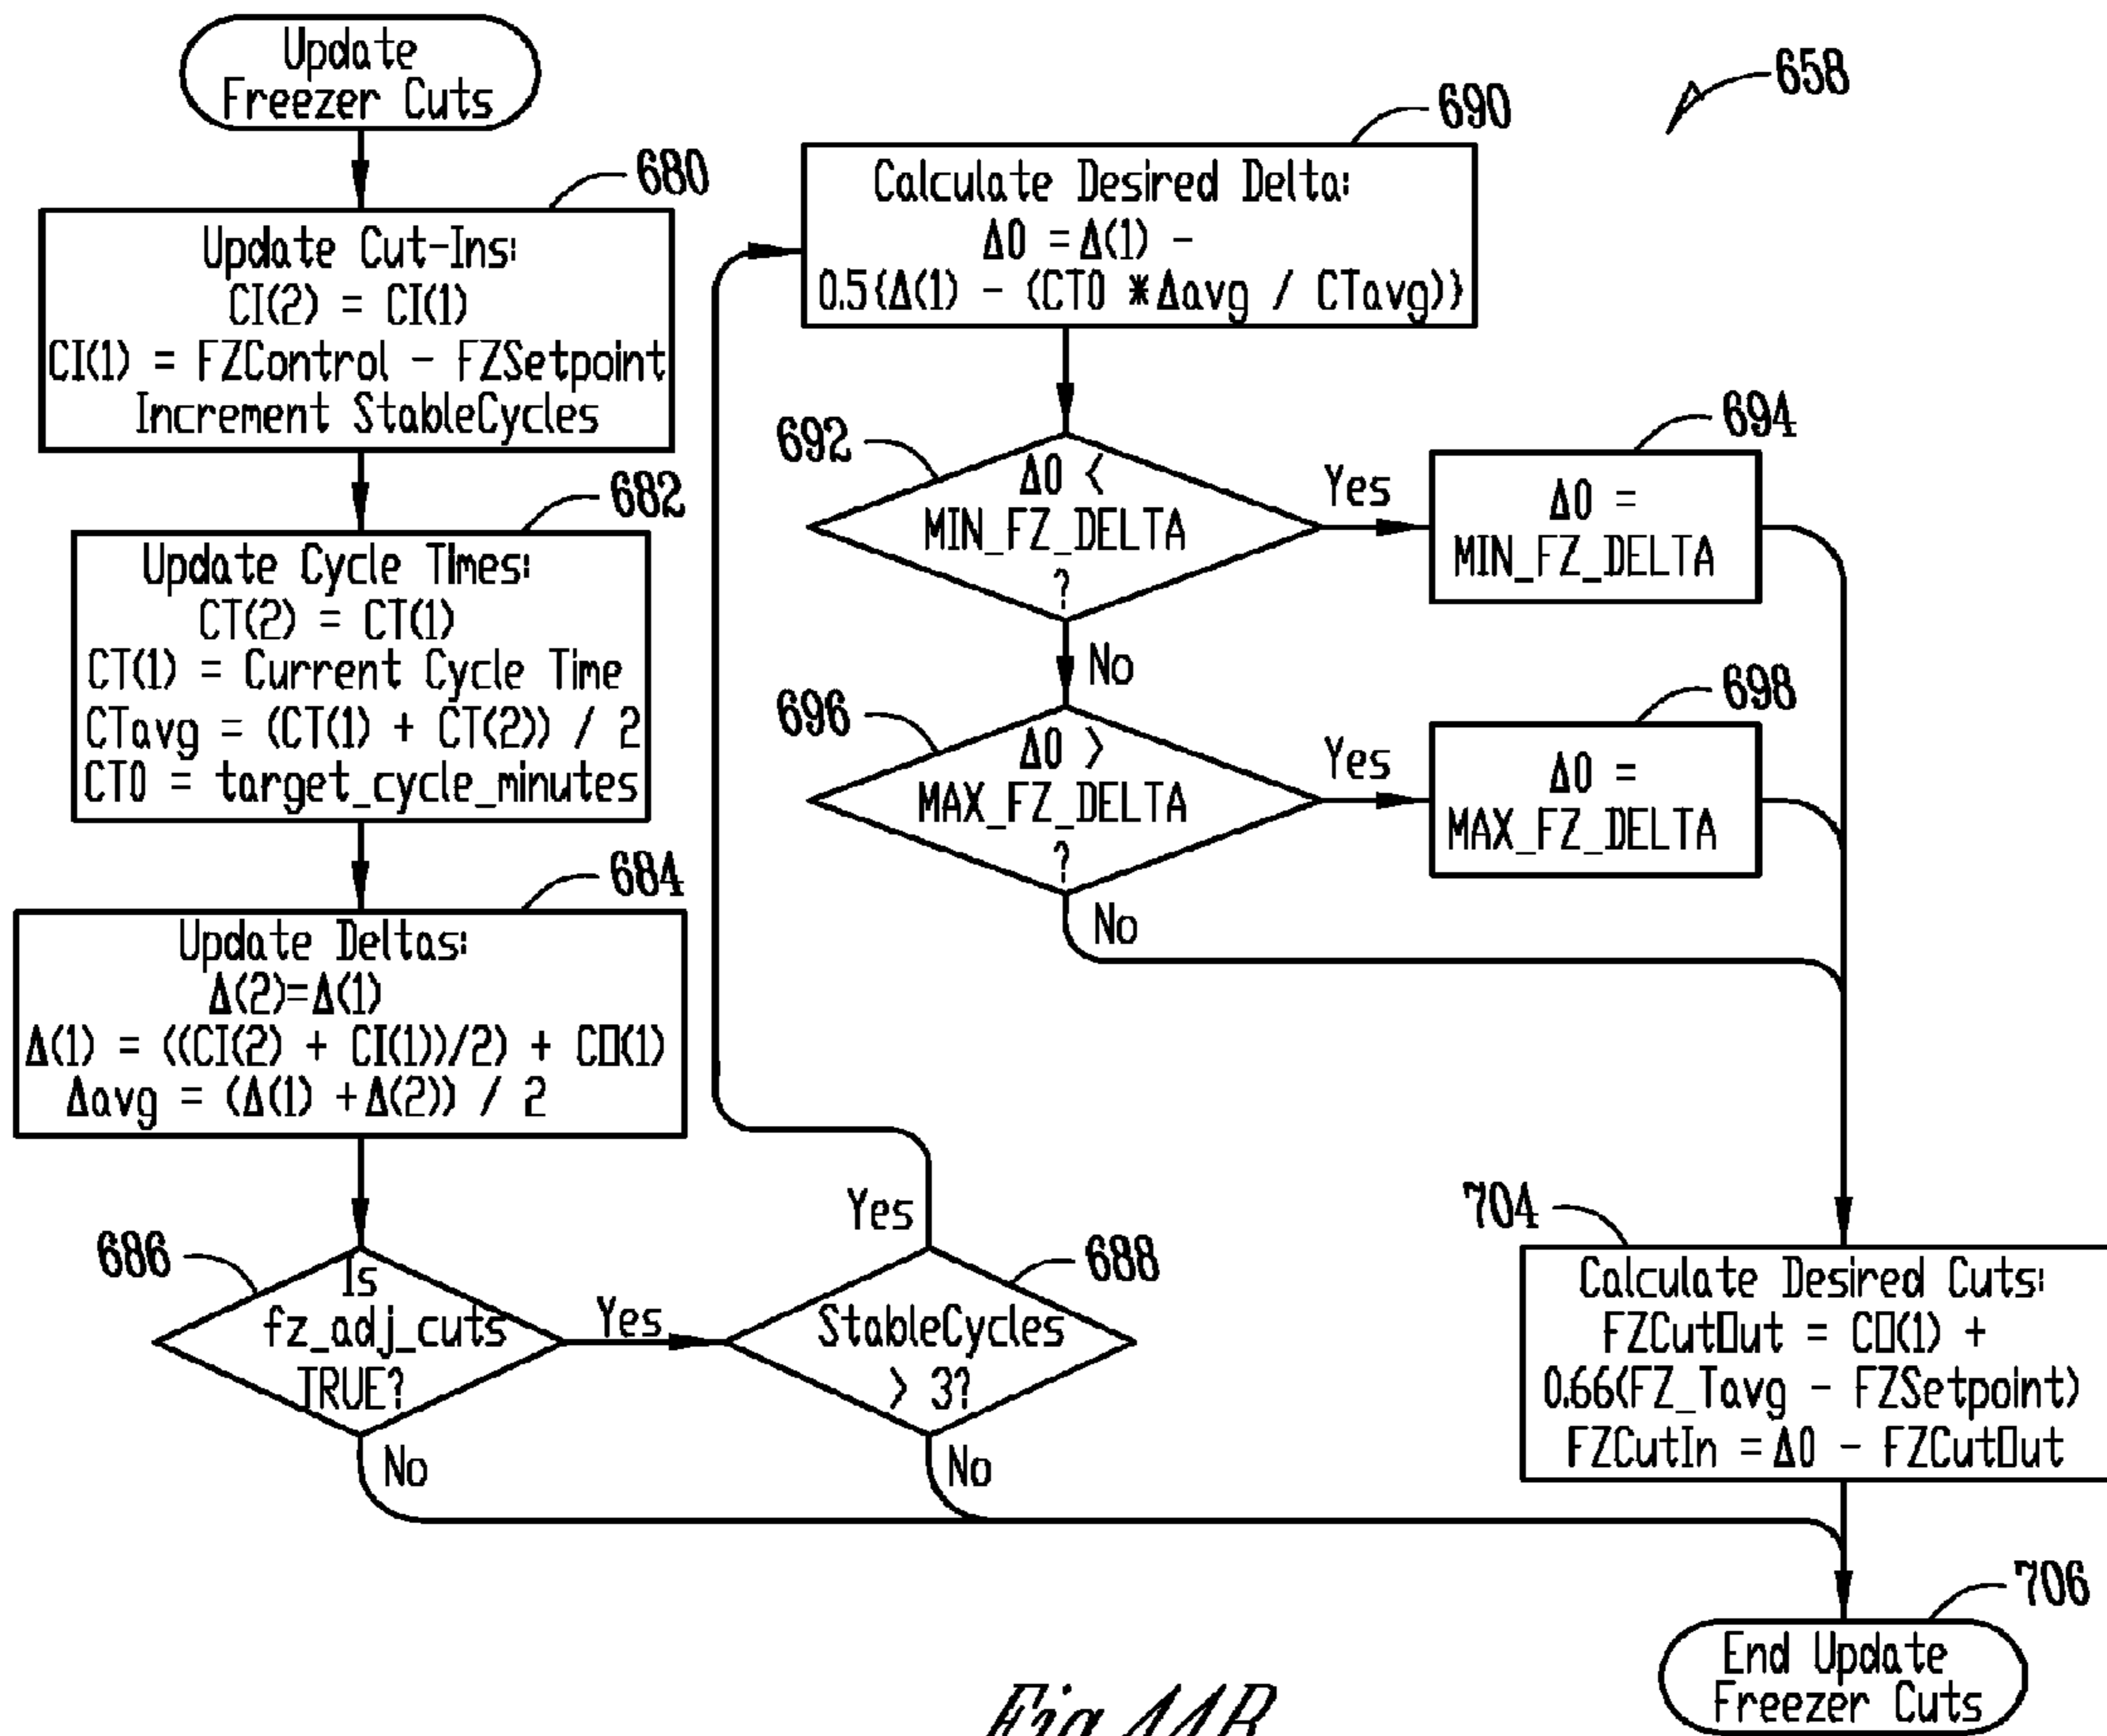 Update
Freezer Cuts
680
Update Cut-Ins:
CI(2) = CI(1)
CI(1) = FZControl - FZSetpoint
Increment StableCycles
682
Update Cycle Times:
CT(2) = CT(1)
CT(1) = Current Cycle Time
CTavg = (CT(1) + CT(2)) / 2
CT0 = target_cycle_minutes
684
Update Deltas:
Δ(2)=Δ(1)
Δ(1) = ((CI(2) + CI(1))/2) + CO(1)
Δavg = (Δ(1) +Δ(2)) / 2
686
Is
fz_adj_cuts
TRUE?
Yes
No
688
StableCycles
> 3?
Yes
No
658
690
Calculate Desired Delta:
Δ0 = Δ(1) -
0.5{Δ(1) - (CT0 *Δavg / CTavg)}
692
Δ0 <
MIN_FZ_DELTA
?
Yes
No
694
Δ0 =
MIN_FZ_DELTA
696
Δ0 >
MAX_FZ_DELTA
?
Yes
No
698
Δ0 =
MAX_FZ_DELTA
704
Calculate Desired Cuts:
FZCutOut = CO(1) +
0.66(FZ_Tavg - FZSetpoint)
FZCutIn = Δ0 - FZCutOut
706
End Update
Freezer Cuts
Fig. 11B